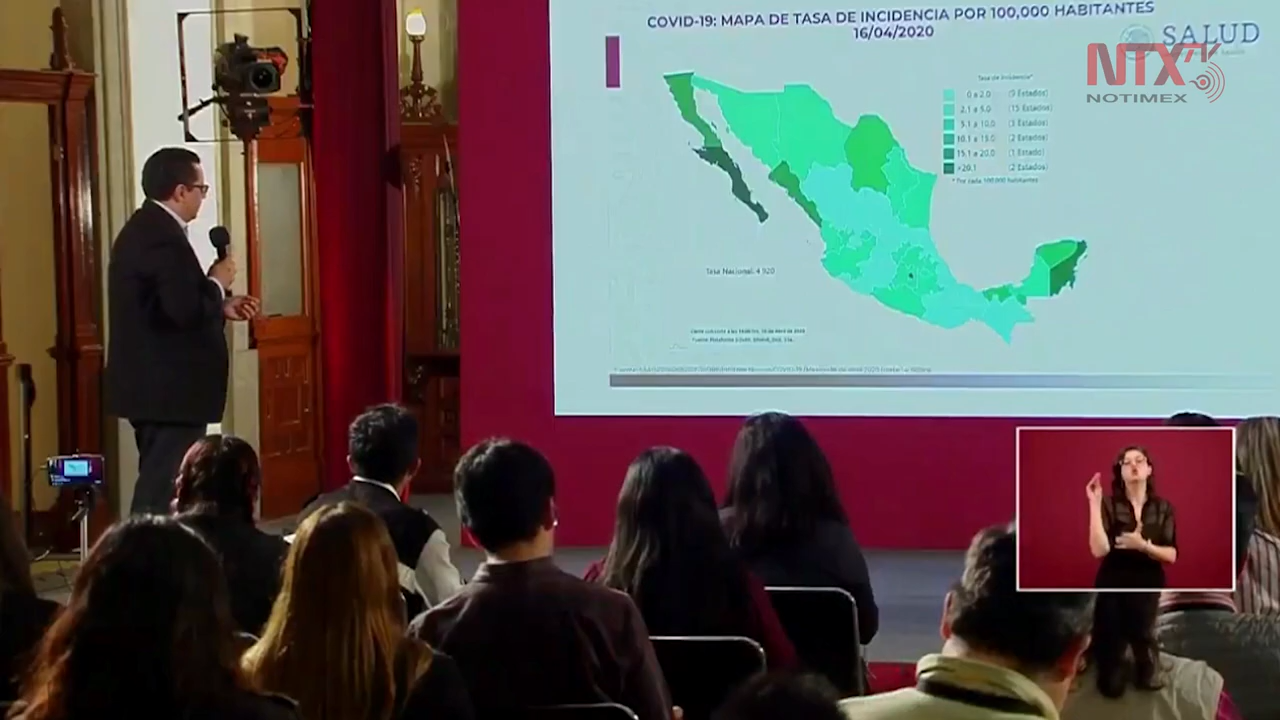 COVID-19: MAPA DE TASA DE INCIDENCIA POR 100,000 HABITANTES
16/04/2020
SALUD
NTX
NOTIMEX
Tasa de Incidencia*
0 a 2.0 (9 Estados)
2.1 a 5.0 (15 Estados)
5.1 a 10.0 (3 Estados)
10.1 a 15.0 (2 Estados)
15.1 a 20.0 (1 Estado)
>20.1 (2 Estados)
* Por cada 100,000 habitantes
Tasa Nacional: 4.920